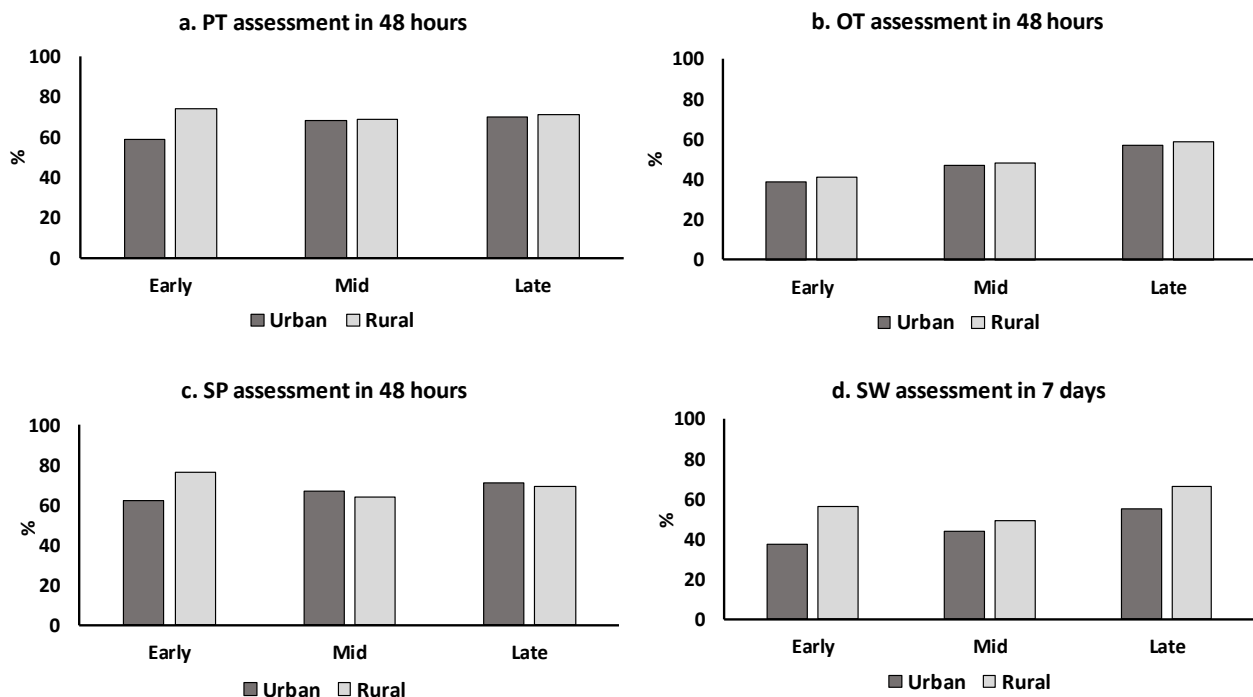 a. PT assessment in 48 hours
100
80
60
40
20
0
%
Early Mid Late
Urban Rural
b. OT assessment in 48 hours
100
80
60
40
20
0
%
Early Mid Late
Urban Rural
c. SP assessment in 48 hours
100
80
60
40
20
0
%
Early Mid Late
Urban Rural
d. SW assessment in 7 days
100
80
60
40
20
0
%
Early Mid Late
Urban Rural